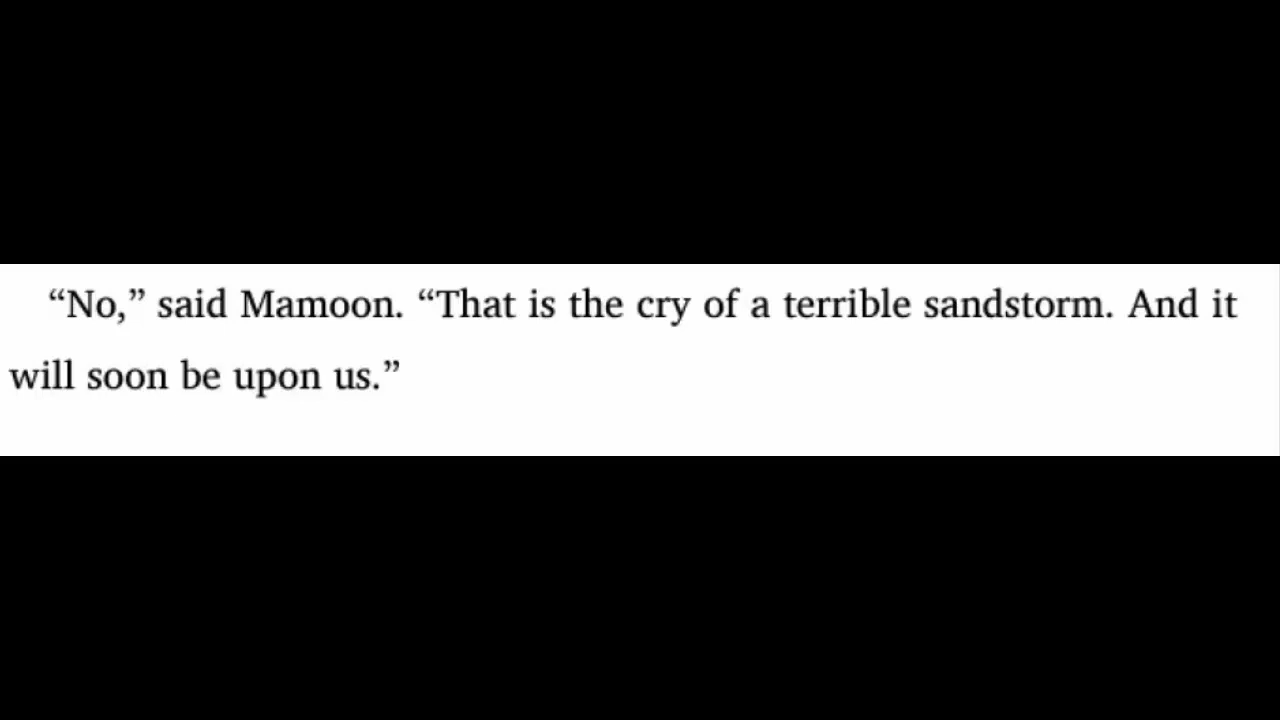 “No,” said Mamoon. “That is the cry of a terrible sandstorm. And it
will soon be upon us.”